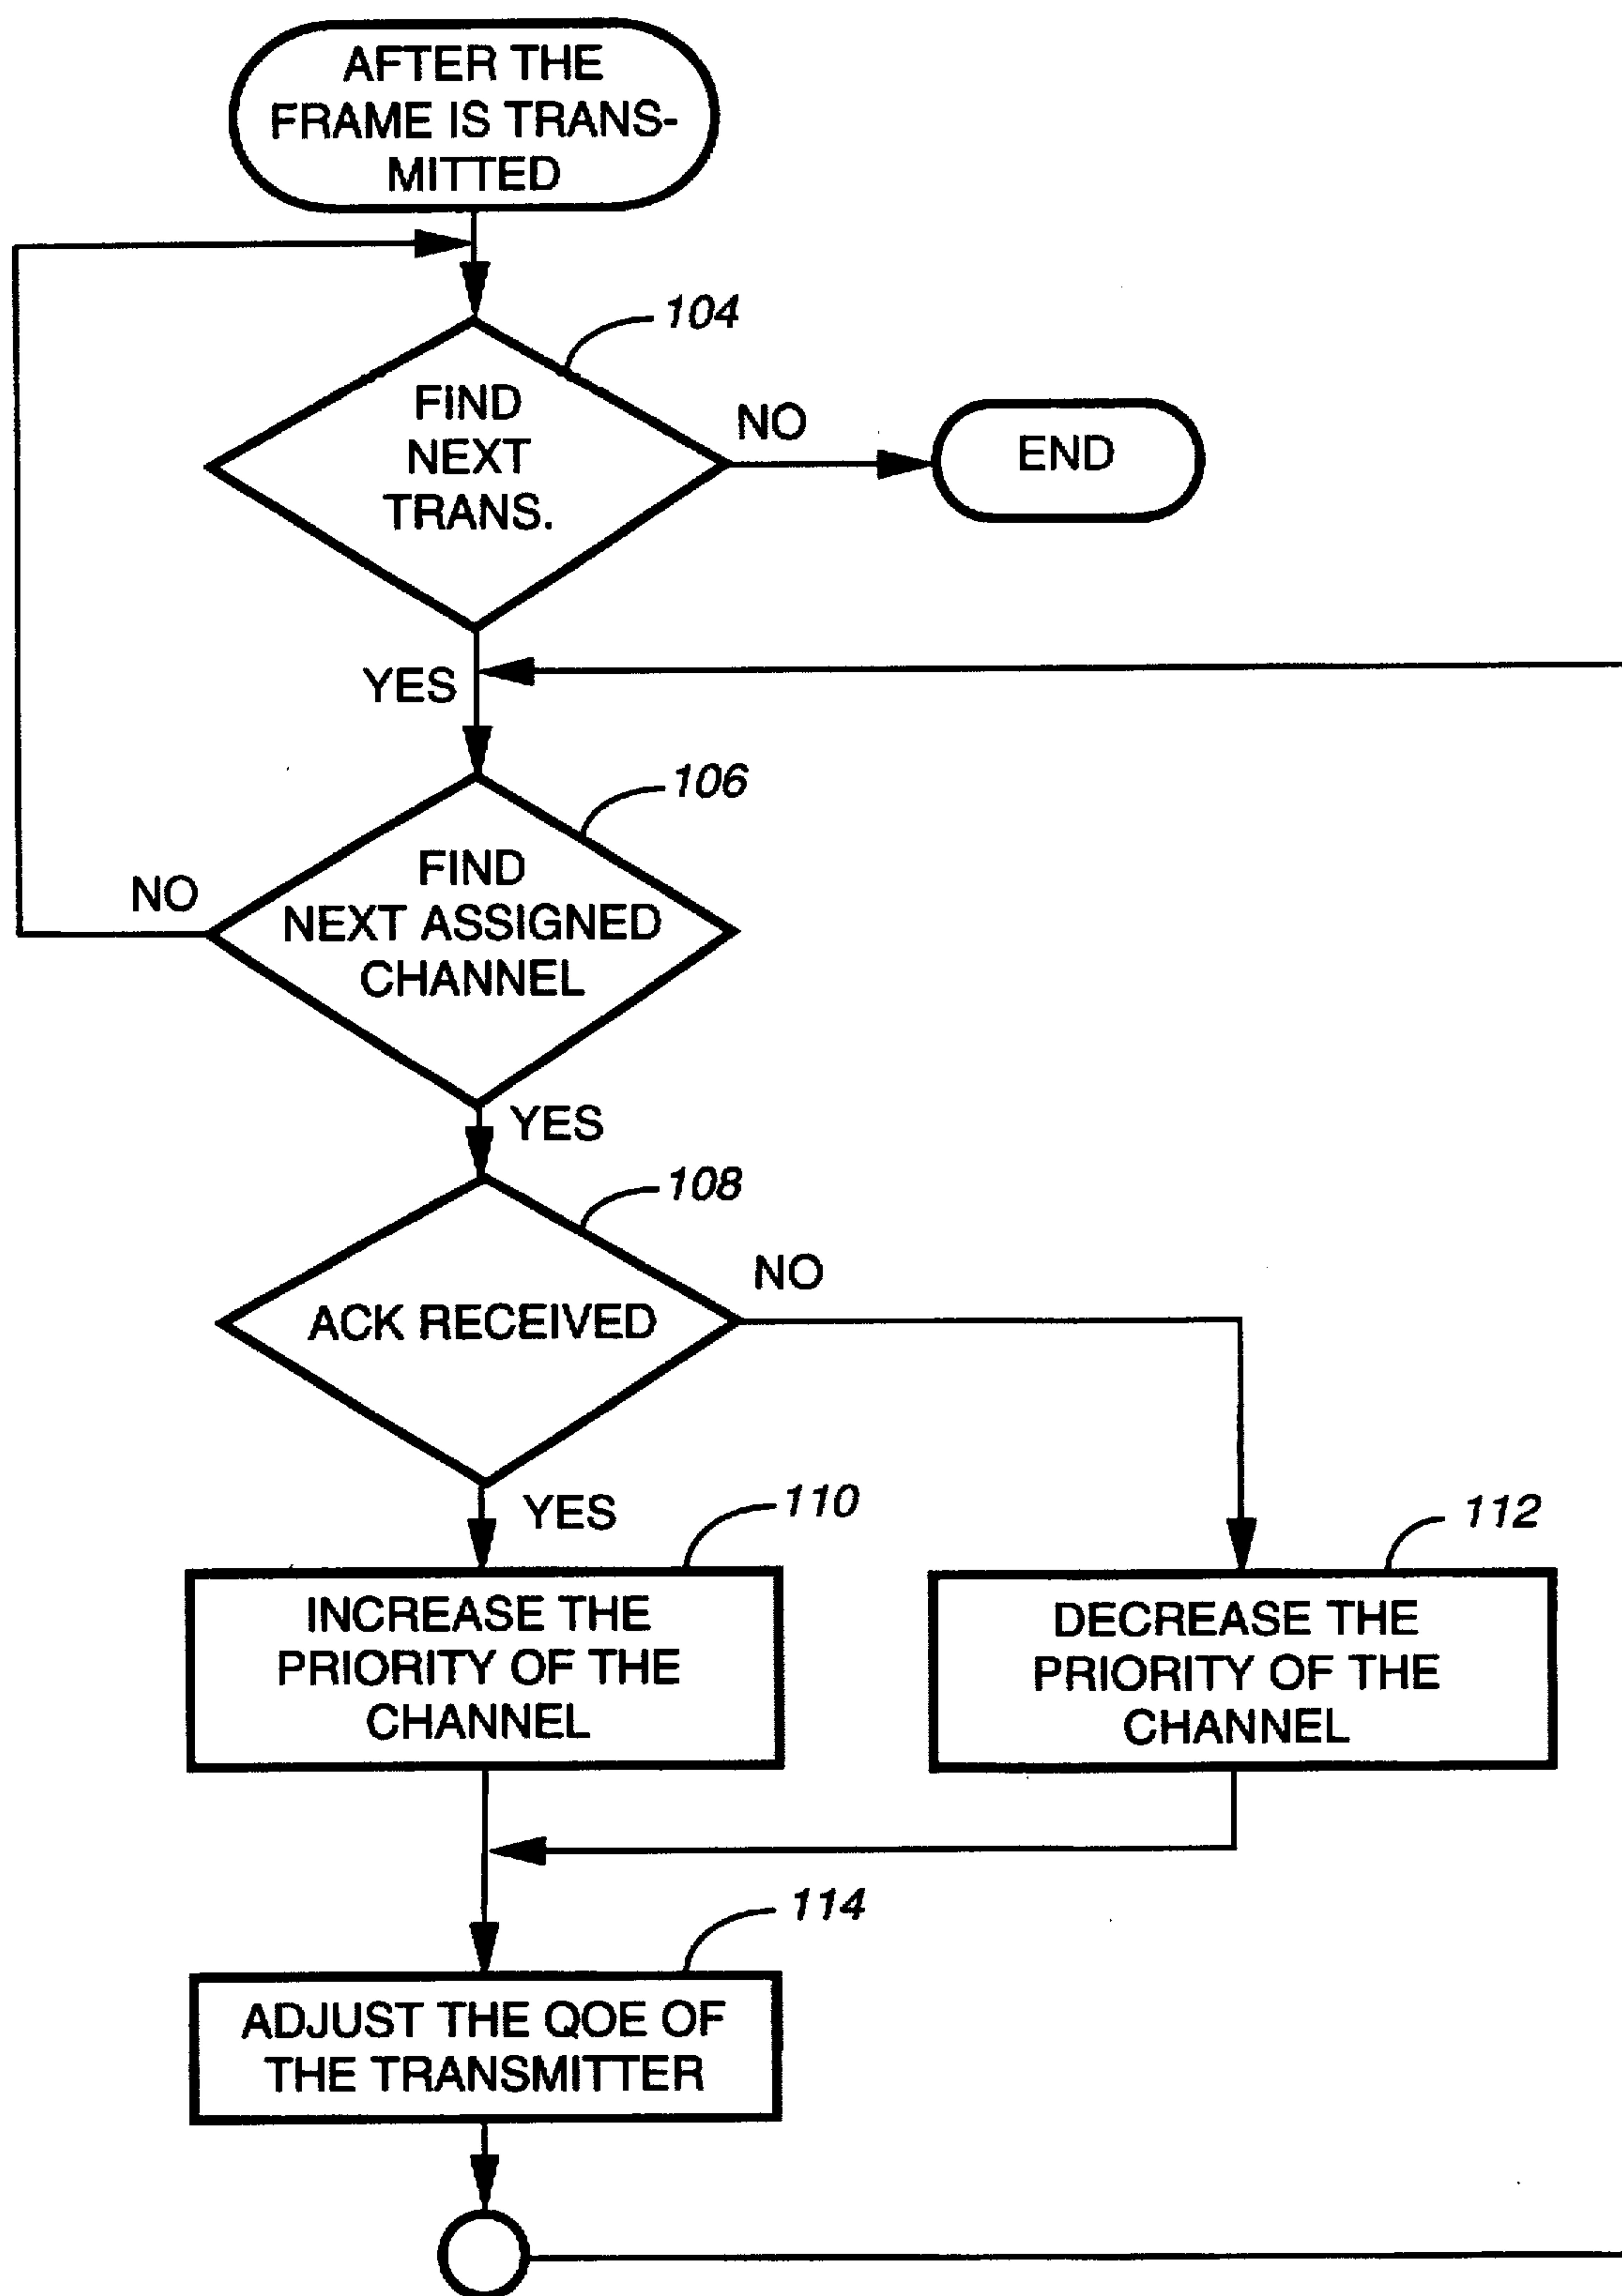 AFTER THE
FRAME IS TRANS-
MITTED
104
FIND
NEXT
TRANS.
NO
END
YES
106
FIND
NEXT ASSIGNED
CHANNEL
NO
YES
108
ACK RECEIVED
NO
YES
110
INCREASE THE
PRIORITY OF THE
CHANNEL
112
DECREASE THE
PRIORITY OF THE
CHANNEL
114
ADJUST THE QOE OF
THE TRANSMITTER